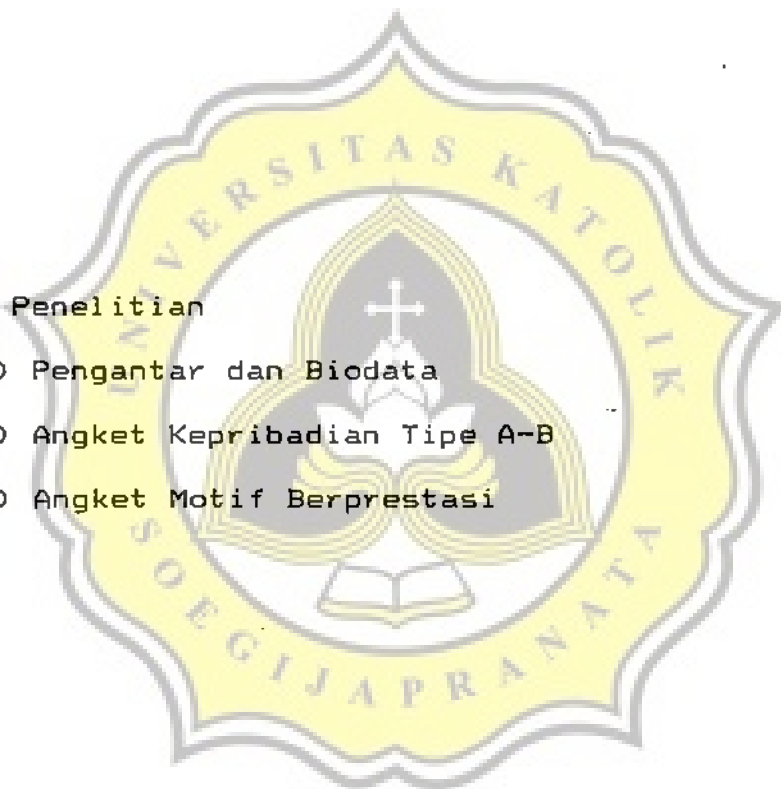 UNIVERSITAS KATOLIK
Penelitian
Pengantar dan Biodata
Angket Kepribadian Tipe A-B
Angket Motif Berprestasi
SOEGIJAPRANATA